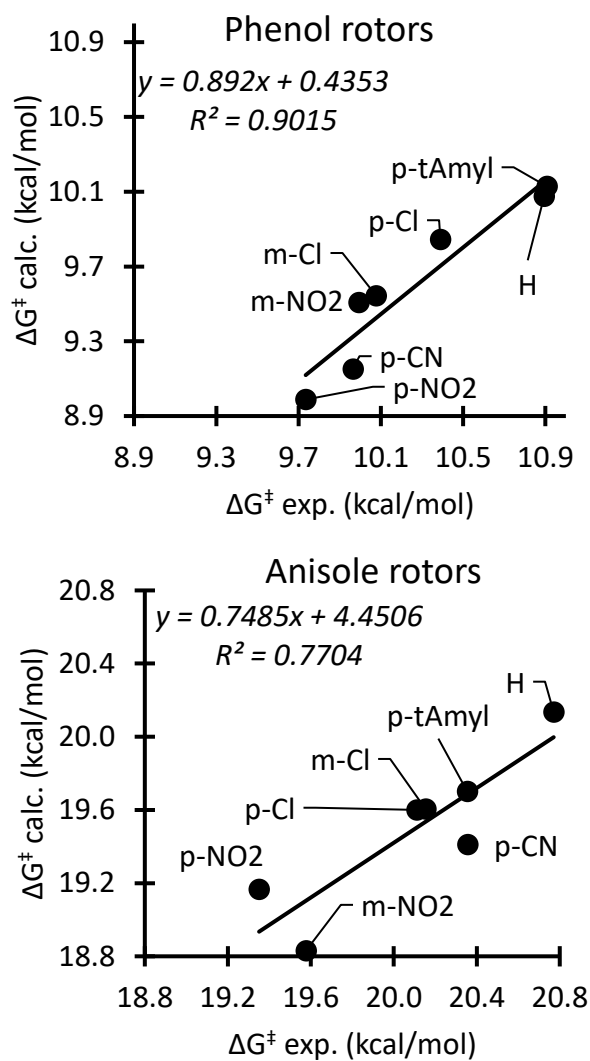 Phenol rotors
y = 0.892x + 0.4353
R² = 0.9015
ΔG‡ calc. (kcal/mol)
10.9
10.5
10.1
9.7
9.3
8.9
p-tAmyl
p-Cl
m-Cl
H
m-NO2
p-CN
p-NO2
8.9 9.3 9.7 10.1 10.5 10.9
ΔG‡ exp. (kcal/mol)
Anisole rotors
y = 0.7485x + 4.4506
R² = 0.7704
ΔG‡ calc. (kcal/mol)
20.8
20.4
20.0
19.6
19.2
18.8
H
p-tAmyl
m-Cl
p-Cl
p-CN
p-NO2
m-NO2
18.8 19.2 19.6 20.0 20.4 20.8
ΔG‡ exp. (kcal/mol)